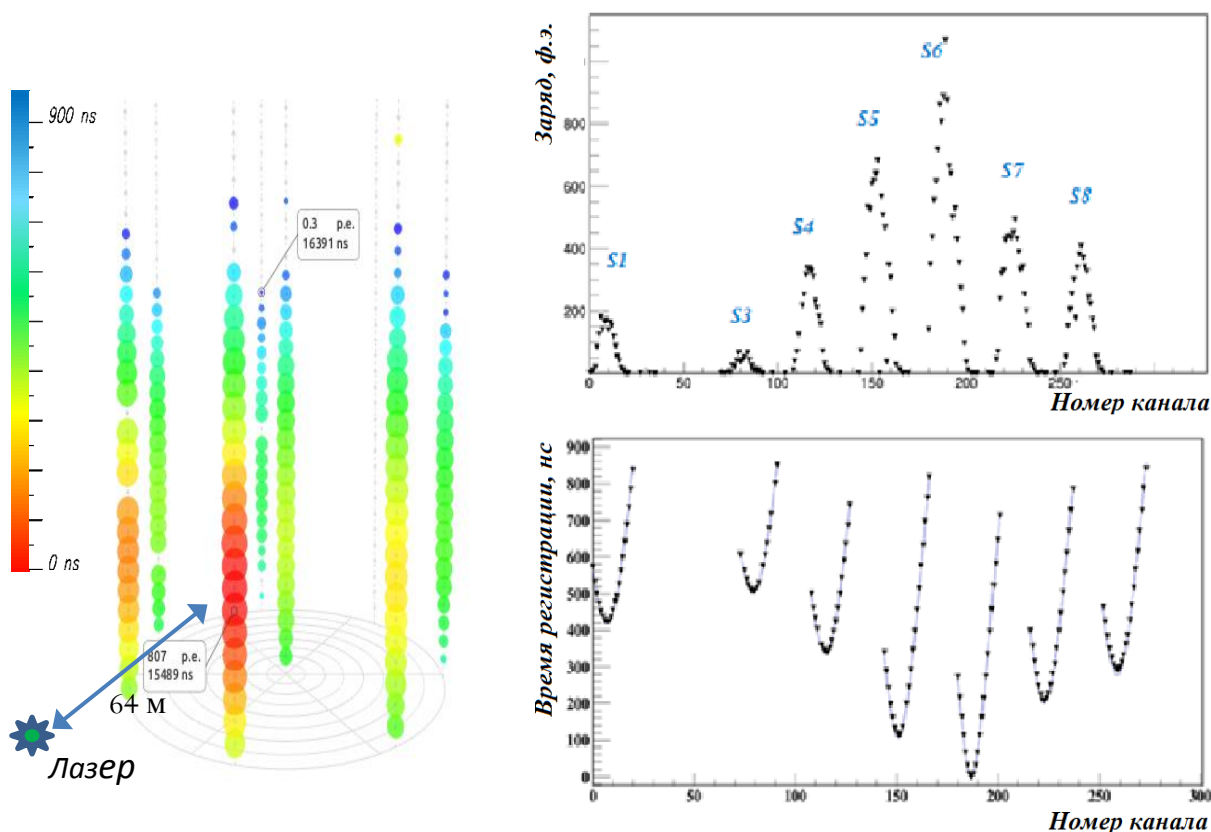 900 ns
0 ns
0.3 p.e.
16391 ns
807 p.e.
15489 ns
64 м
Лазер
Заряд, ф.э.
800
600
400
200
S1
S3
S4
S5
S6
S7
S8
0 50 100 150 200 250
Номер канала
Время регистрации, нс
900
800
700
600
500
400
300
200
100
0
0 50 100 150 200 250 300
Номер канала